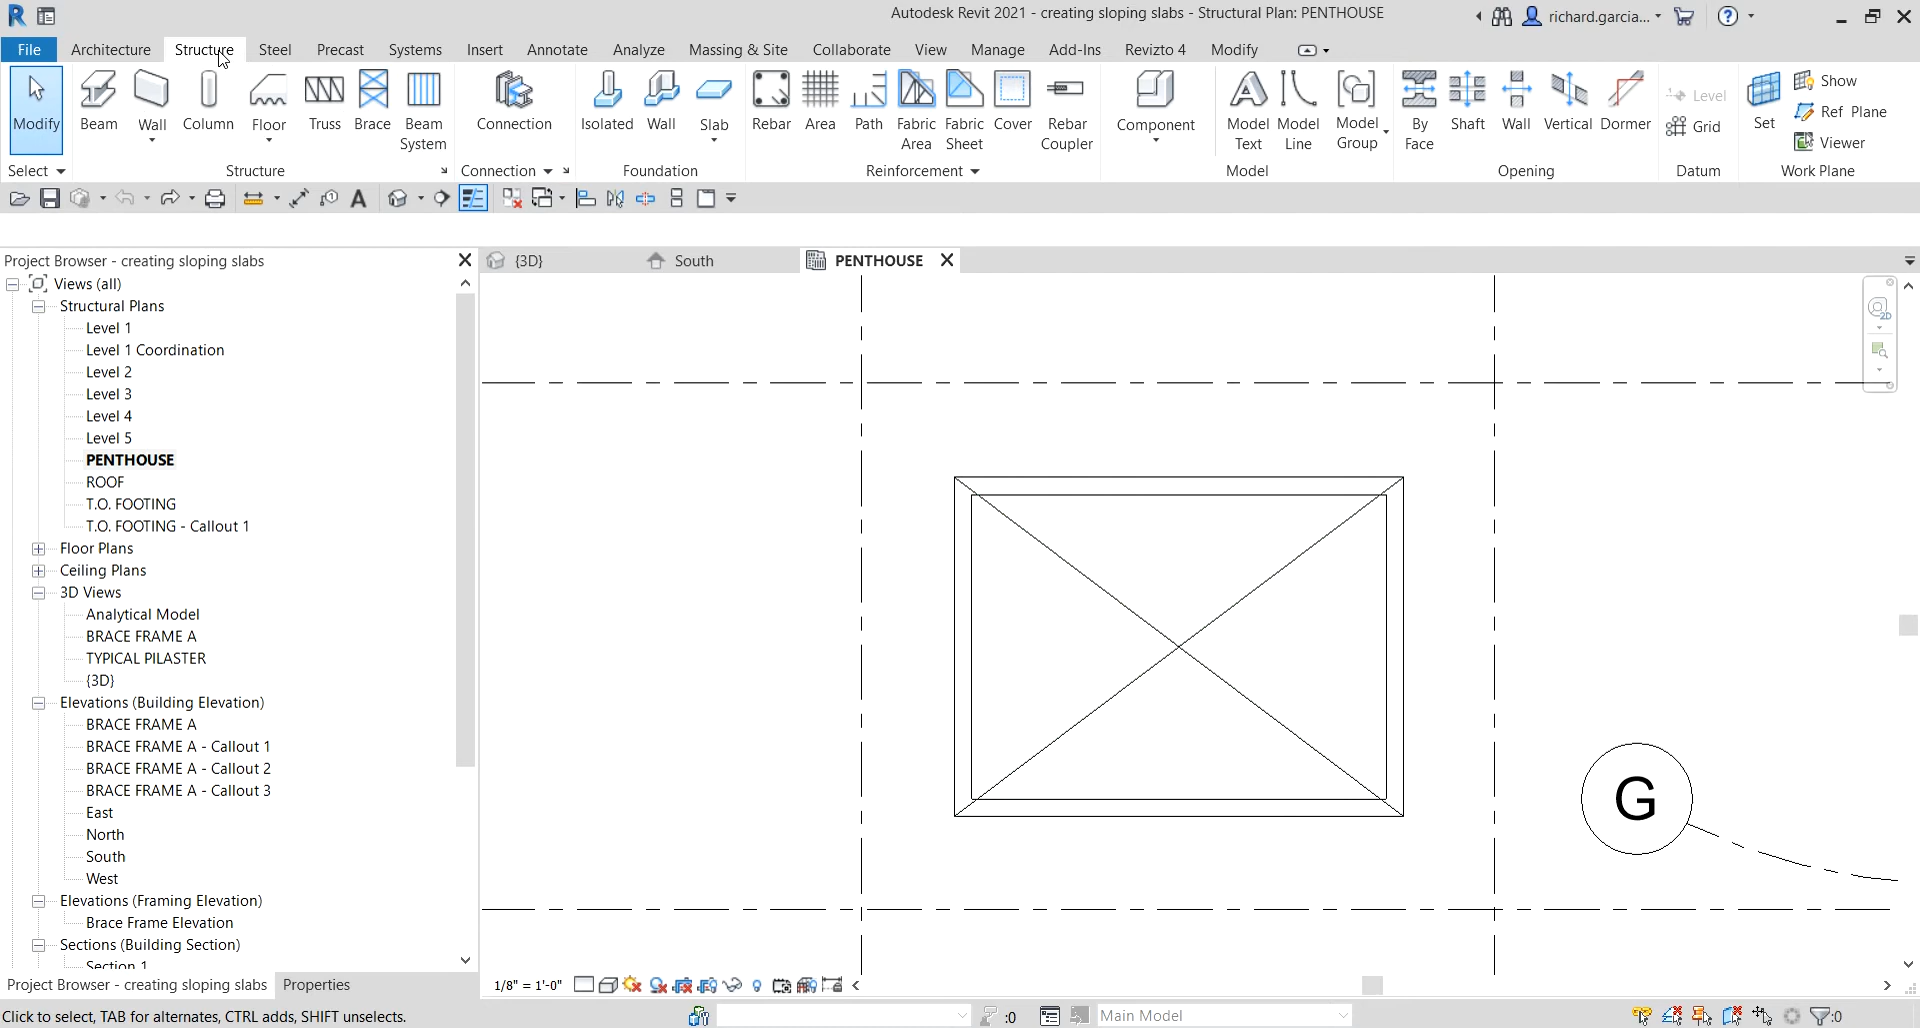 Autodesk Revit 2021 - creating sloping slabs - Structural Plan: PENTHOUSE
richard.garcia...
File Architecture Structure Steel Precast Systems Insert Annotate Analyze Massing & Site Collaborate View Manage Add-Ins Revizto 4 Modify
Modify Beam Wall Column Floor Truss Brace Beam System Connection Isolated Wall Slab Rebar Area Path Fabric Area Fabric Sheet Cover Rebar Coupler Component Model Text Model Line Model Group By Face Shaft Wall Vertical Dormer Level Grid Set Show Ref Plane Viewer
Select Structure Connection Foundation Reinforcement Model Opening Datum Work Plane
Project Browser - creating sloping slabs
{3D} South PENTHOUSE
Views (all)
Structural Plans
Level 1
Level 1 Coordination
Level 2
Level 3
Level 4
Level 5
PENTHOUSE
ROOF
T.O. FOOTING
T.O. FOOTING - Callout 1
Floor Plans
Ceiling Plans
3D Views
Analytical Model
BRACE FRAME A
TYPICAL PILASTER
{3D}
Elevations (Building Elevation)
BRACE FRAME A
BRACE FRAME A - Callout 1
BRACE FRAME A - Callout 2
BRACE FRAME A - Callout 3
East
North
South
West
Elevations (Framing Elevation)
Brace Frame Elevation
Sections (Building Section)
Section 1
2D
G
Project Browser - creating sloping slabs Properties
1/8" = 1'-0"
Click to select, TAB for alternates, CTRL adds, SHIFT unselects.
:0
Main Model
:0